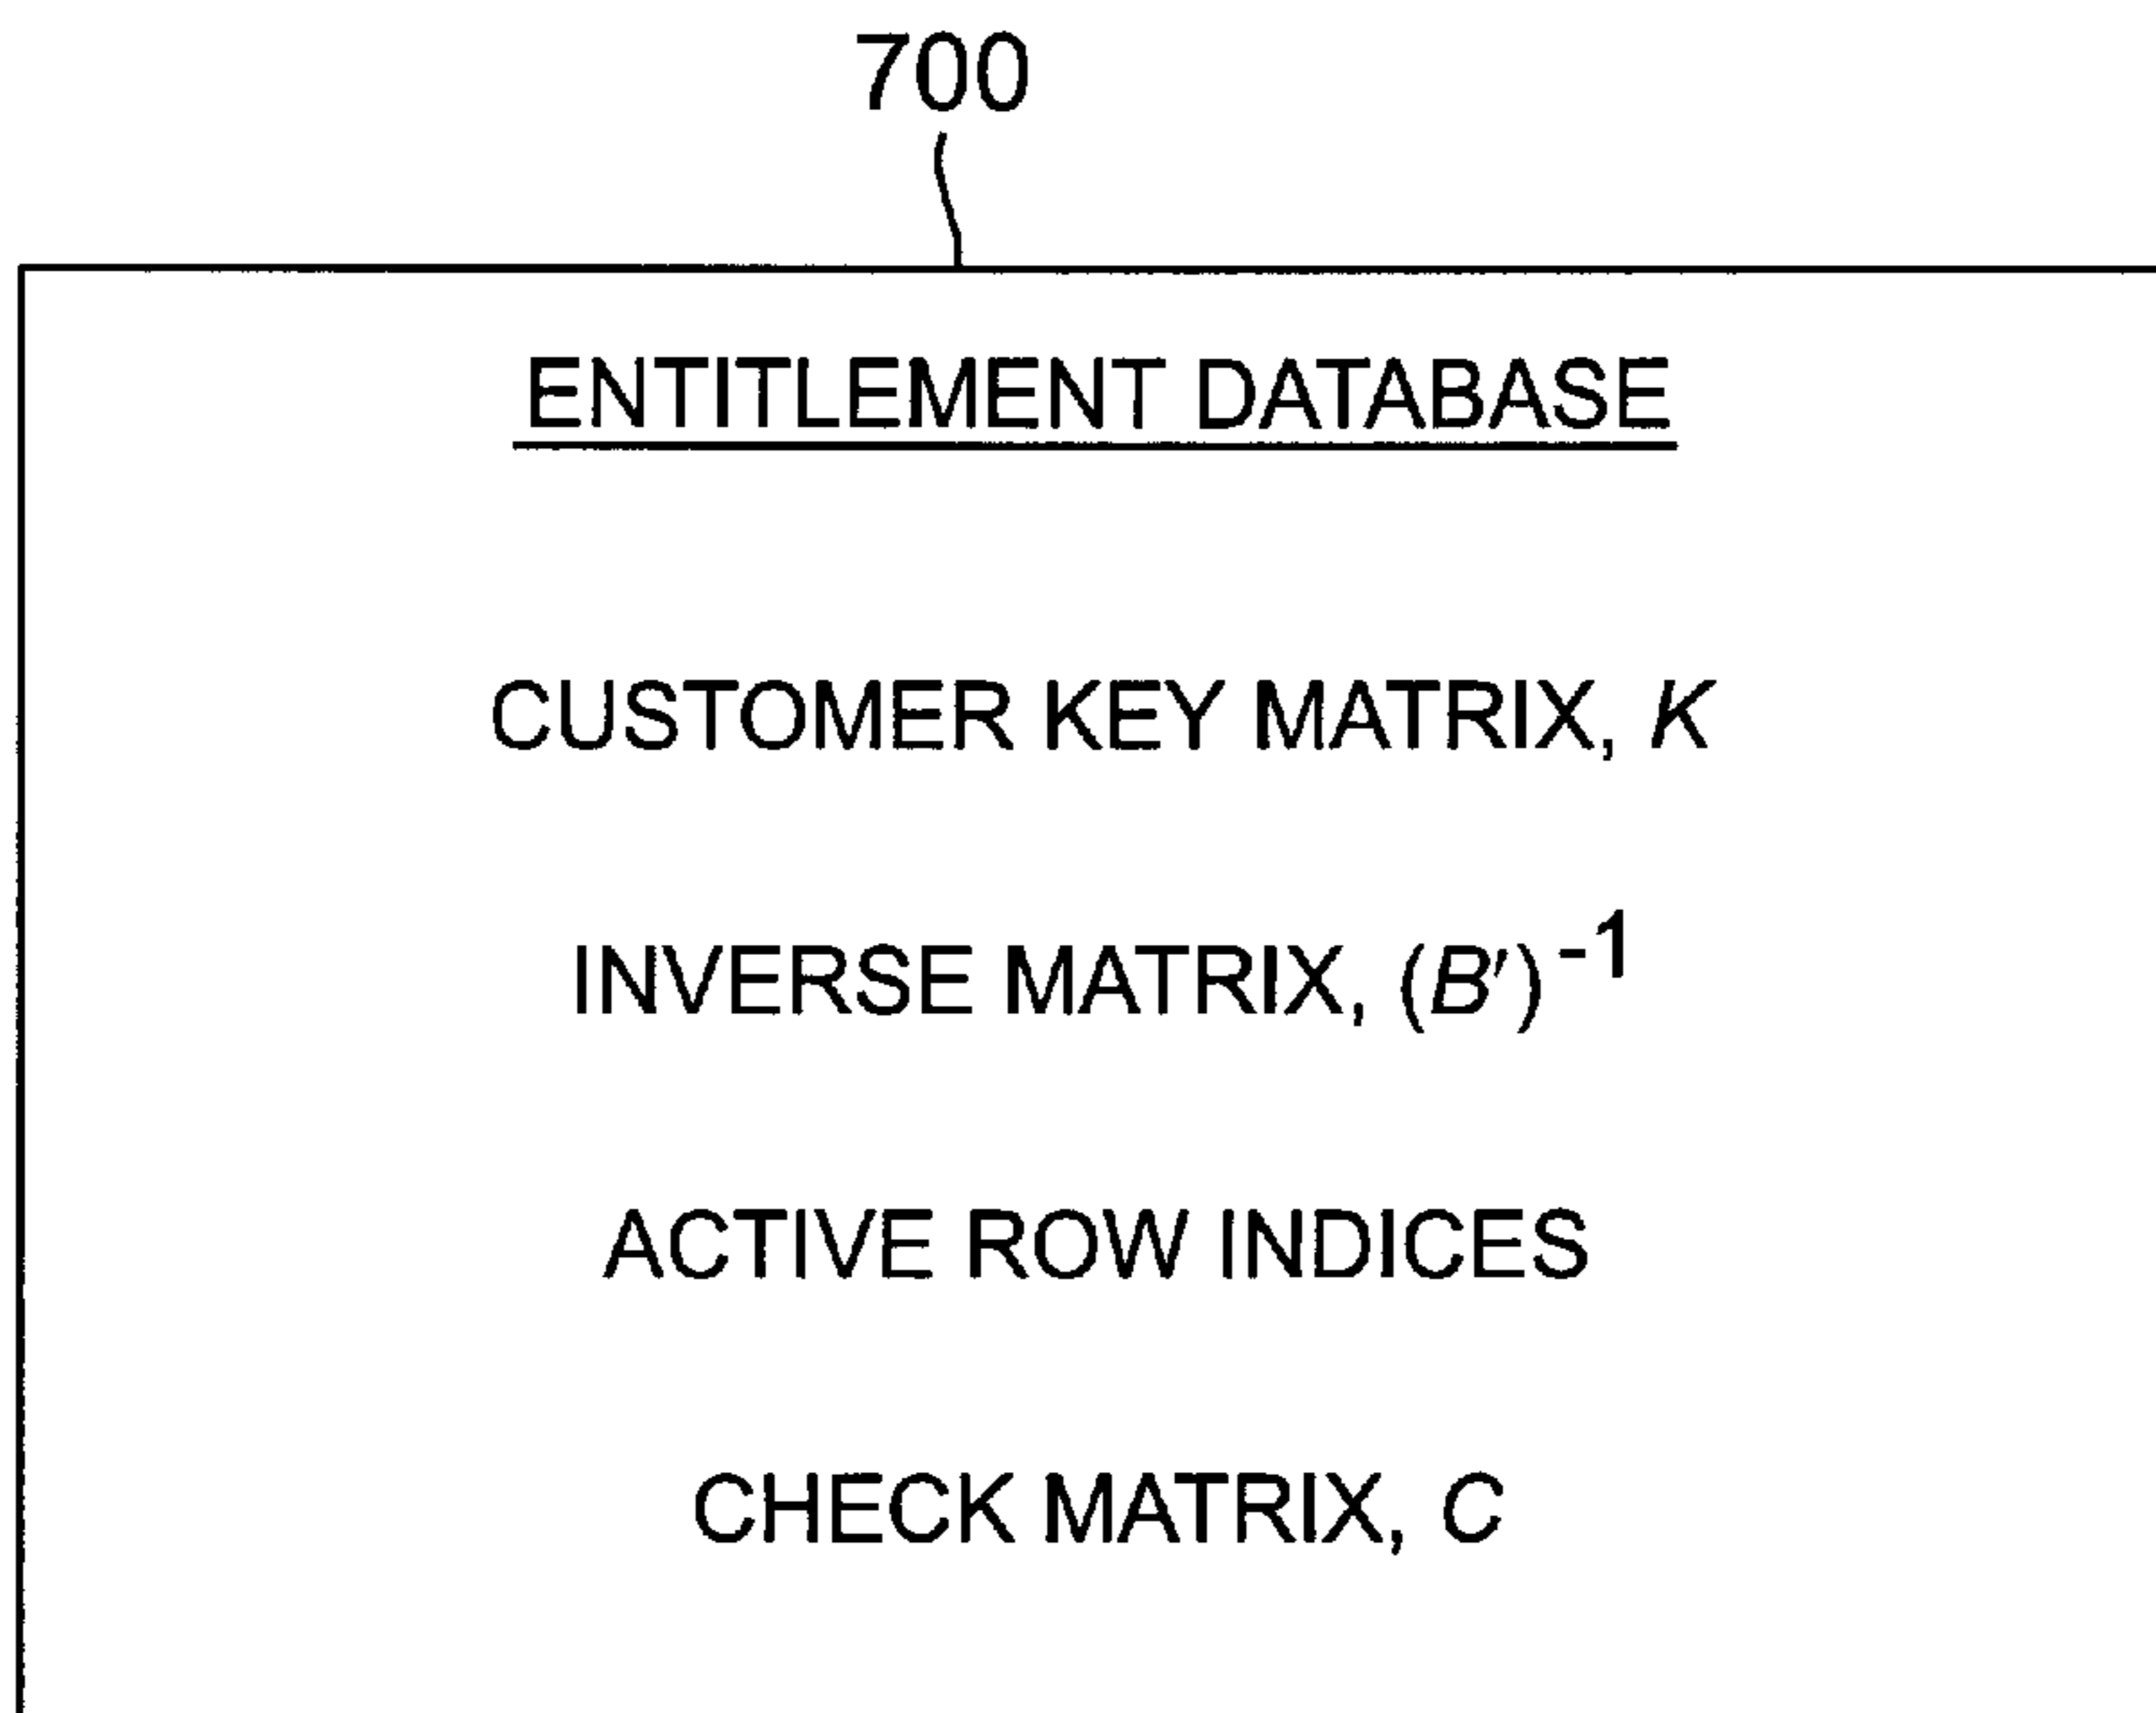 700
ENTITLEMENT DATABASE
CUSTOMER KEY MATRIX, K
INVERSE MATRIX, (B')⁻¹
ACTIVE ROW INDICES
CHECK MATRIX, C